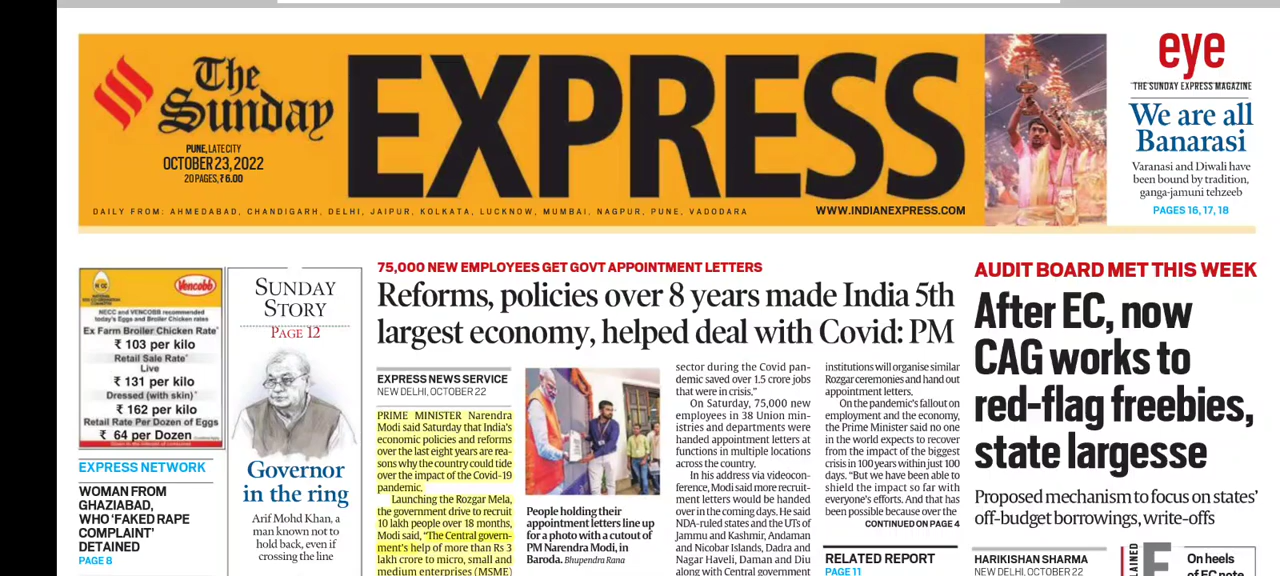 The
Sunday
EXPRESS
PUNE, LATE CITY
OCTOBER 23, 2022
20 PAGES, ₹ 6.00
DAILY FROM: AHMEDABAD, CHANDIGARH, DELHI, JAIPUR, KOLKATA, LUCKNOW, MUMBAI, NAGPUR, PUNE, VADODARA
WWW.INDIANEXPRESS.COM
eye
THE SUNDAY EXPRESS MAGAZINE
We are all
Banarasi
Varanasi and Diwali have
been bound by tradition,
ganga-jamuni tehzeeb
PAGES 16, 17, 18
Vencobb
NECC and VENCOBB recommended
today's Eggs and Broiler Chicken rates
Ex Farm Broiler Chicken Rate*
₹ 103 per kilo
Retail Sale Rate*
Live
₹ 131 per kilo
Dressed (with skin)*
₹ 162 per kilo
Retail Rate Per Dozen of Eggs
₹ 64 per Dozen
EXPRESS NETWORK
WOMAN FROM
GHAZIABAD,
WHO ‘FAKED RAPE
COMPLAINT’
DETAINED
PAGE 8
SUNDAY
STORY
PAGE 12
Governor
in the ring
Arif Mohd Khan, a
man known not to
hold back, even if
crossing the line
75,000 NEW EMPLOYEES GET GOVT APPOINTMENT LETTERS
Reforms, policies over 8 years made India 5th
largest economy, helped deal with Covid: PM
EXPRESS NEWS SERVICE
NEW DELHI, OCTOBER 22
PRIME MINISTER Narendra
Modi said Saturday that India's
economic policies and reforms
over the last eight years are rea-
sons why the country could tide
over the impact of the Covid-19
pandemic.
Launching the Rozgar Mela,
the government drive to recruit
10 lakh people over 18 months,
Modi said, “The Central govern-
ment's help of more than Rs 3
lakh crore to micro, small and
medium enterprises (MSME)
People holding their
appointment letters line up
for a photo with a cutout of
PM Narendra Modi, in
Baroda. Bhupendra Rana
sector during the Covid pan-
demic saved over 1.5 crore jobs
that were in crisis.”
On Saturday, 75,000 new
employees in 38 Union min-
istries and departments were
handed appointment letters at
functions in multiple locations
across the country.
In his address via videocon-
ference, Modi said more recruit-
ment letters would be handed
over in the coming days. He said
NDA-ruled states and the UTs of
Jammu and Kashmir, Andaman
and Nicobar Islands, Dadra and
Nagar Haveli, Daman and Diu
along with Central government
institutions will organise similar
Rozgar ceremonies and hand out
appointment letters.
On the pandemic's fallout on
employment and the economy,
the Prime Minister said no one
in the world expects to recover
from the impact of the biggest
crisis in 100 years within just 100
days. “But we have been able to
shield the impact so far with
everyone's efforts. And that has
been possible because over the
CONTINUED ON PAGE 4
RELATED REPORT
PAGE 11
AUDIT BOARD MET THIS WEEK
After EC, now
CAG works to
red-flag freebies,
state largesse
Proposed mechanism to focus on states'
off-budget borrowings, write-offs
HARIKISHAN SHARMA
NEW DELHI, OCTOBER 22
On heels
of EC note